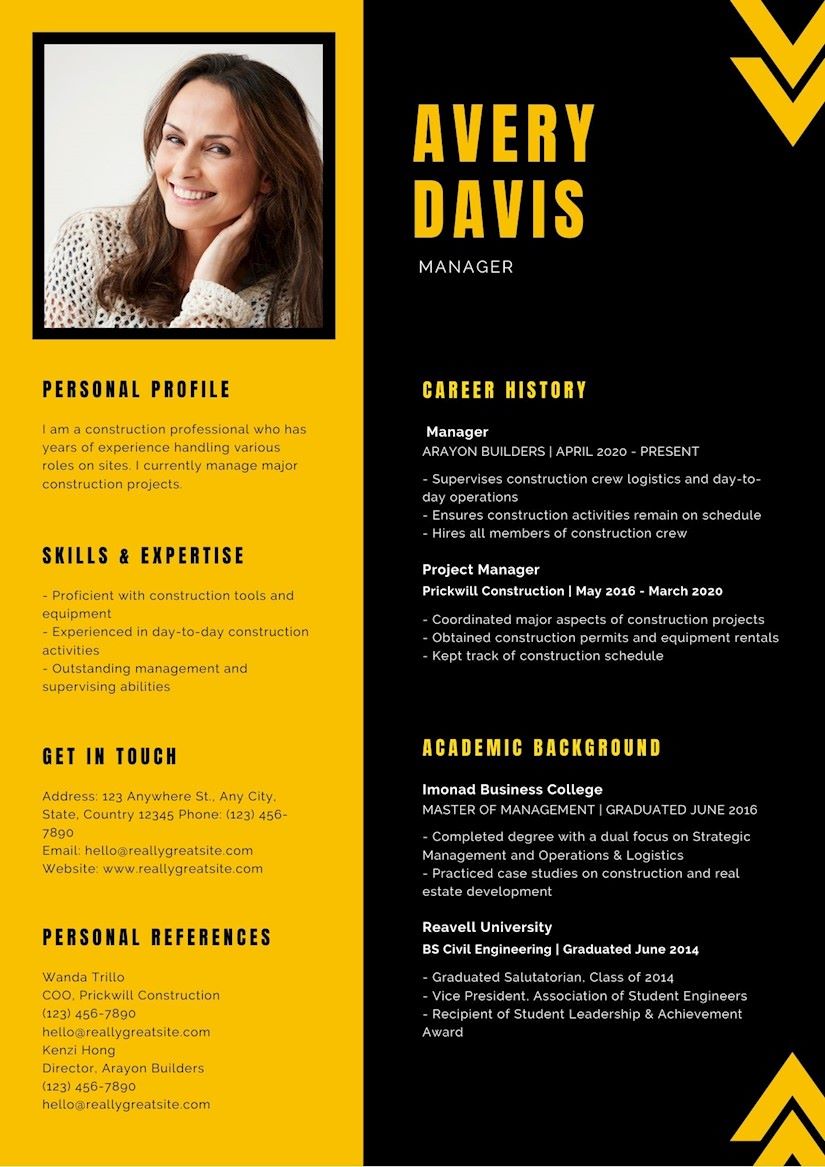 AVERY
DAVIS
MANAGER
PERSONAL PROFILE
I am a construction professional who has
years of experience handling various
roles on sites. I currently manage major
construction projects.
SKILLS & EXPERTISE
- Proficient with construction tools and
equipment
- Experienced in day-to-day construction
activities
- Outstanding management and
supervising abilities
GET IN TOUCH
Address: 123 Anywhere St., Any City,
State, Country 12345 Phone: (123) 456-
7890
Email: hello@reallygreatsite.com
Website: www.reallygreatsite.com
PERSONAL REFERENCES
Wanda Trillo
COO, Prickwill Construction
(123) 456-7890
hello@reallygreatsite.com
Kenzi Hong
Director, Arayon Builders
(123) 456-7890
hello@reallygreatsite.com
CAREER HISTORY
Manager
ARAYON BUILDERS | APRIL 2020 - PRESENT
- Supervises construction crew logistics and day-to-
day operations
- Ensures construction activities remain on schedule
- Hires all members of construction crew
Project Manager
Prickwill Construction | May 2016 - March 2020
- Coordinated major aspects of construction projects
- Obtained construction permits and equipment rentals
- Kept track of construction schedule
ACADEMIC BACKGROUND
Imonad Business College
MASTER OF MANAGEMENT | GRADUATED JUNE 2016
- Completed degree with a dual focus on Strategic
Management and Operations & Logistics
- Practiced case studies on construction and real
estate development
Reavell University
BS Civil Engineering | Graduated June 2014
- Graduated Salutatorian, Class of 2014
- Vice President, Association of Student Engineers
- Recipient of Student Leadership & Achievement
Award